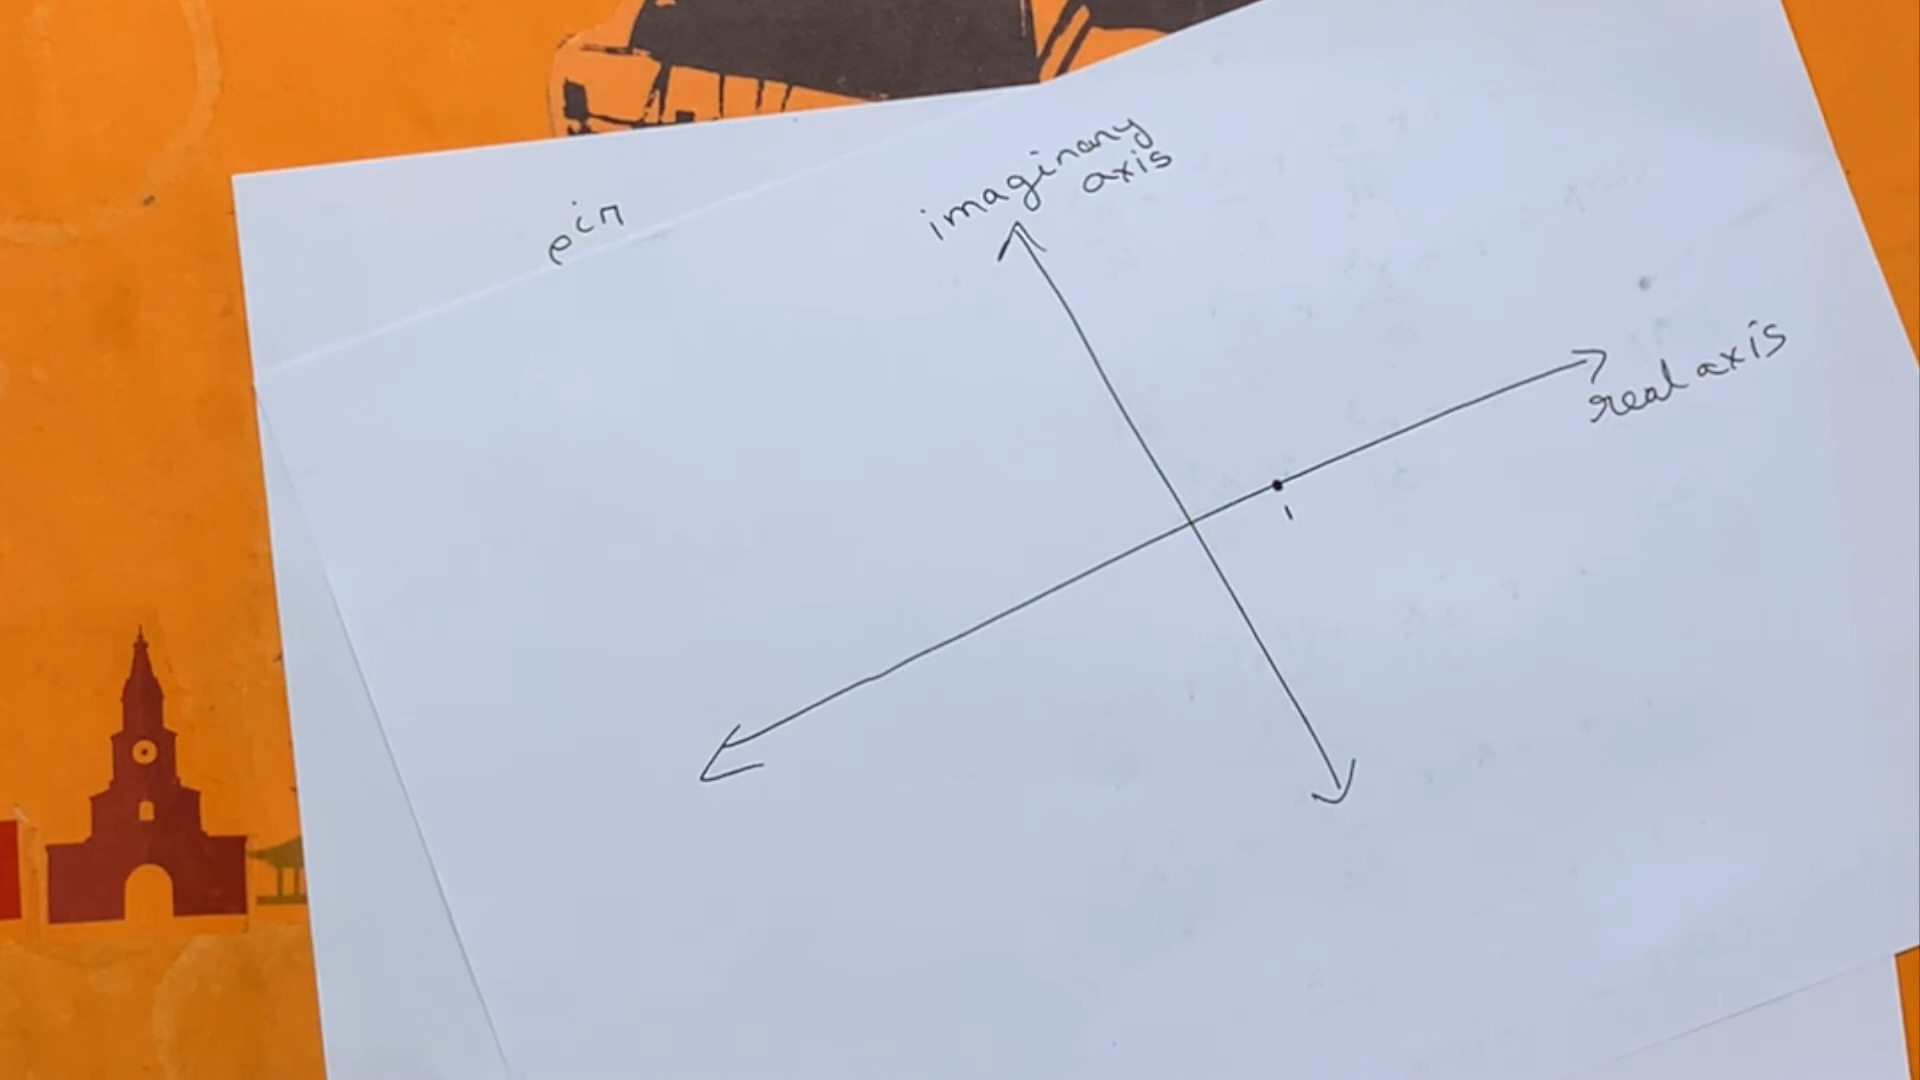 e^iπ
imaginary
axis
real axis
1